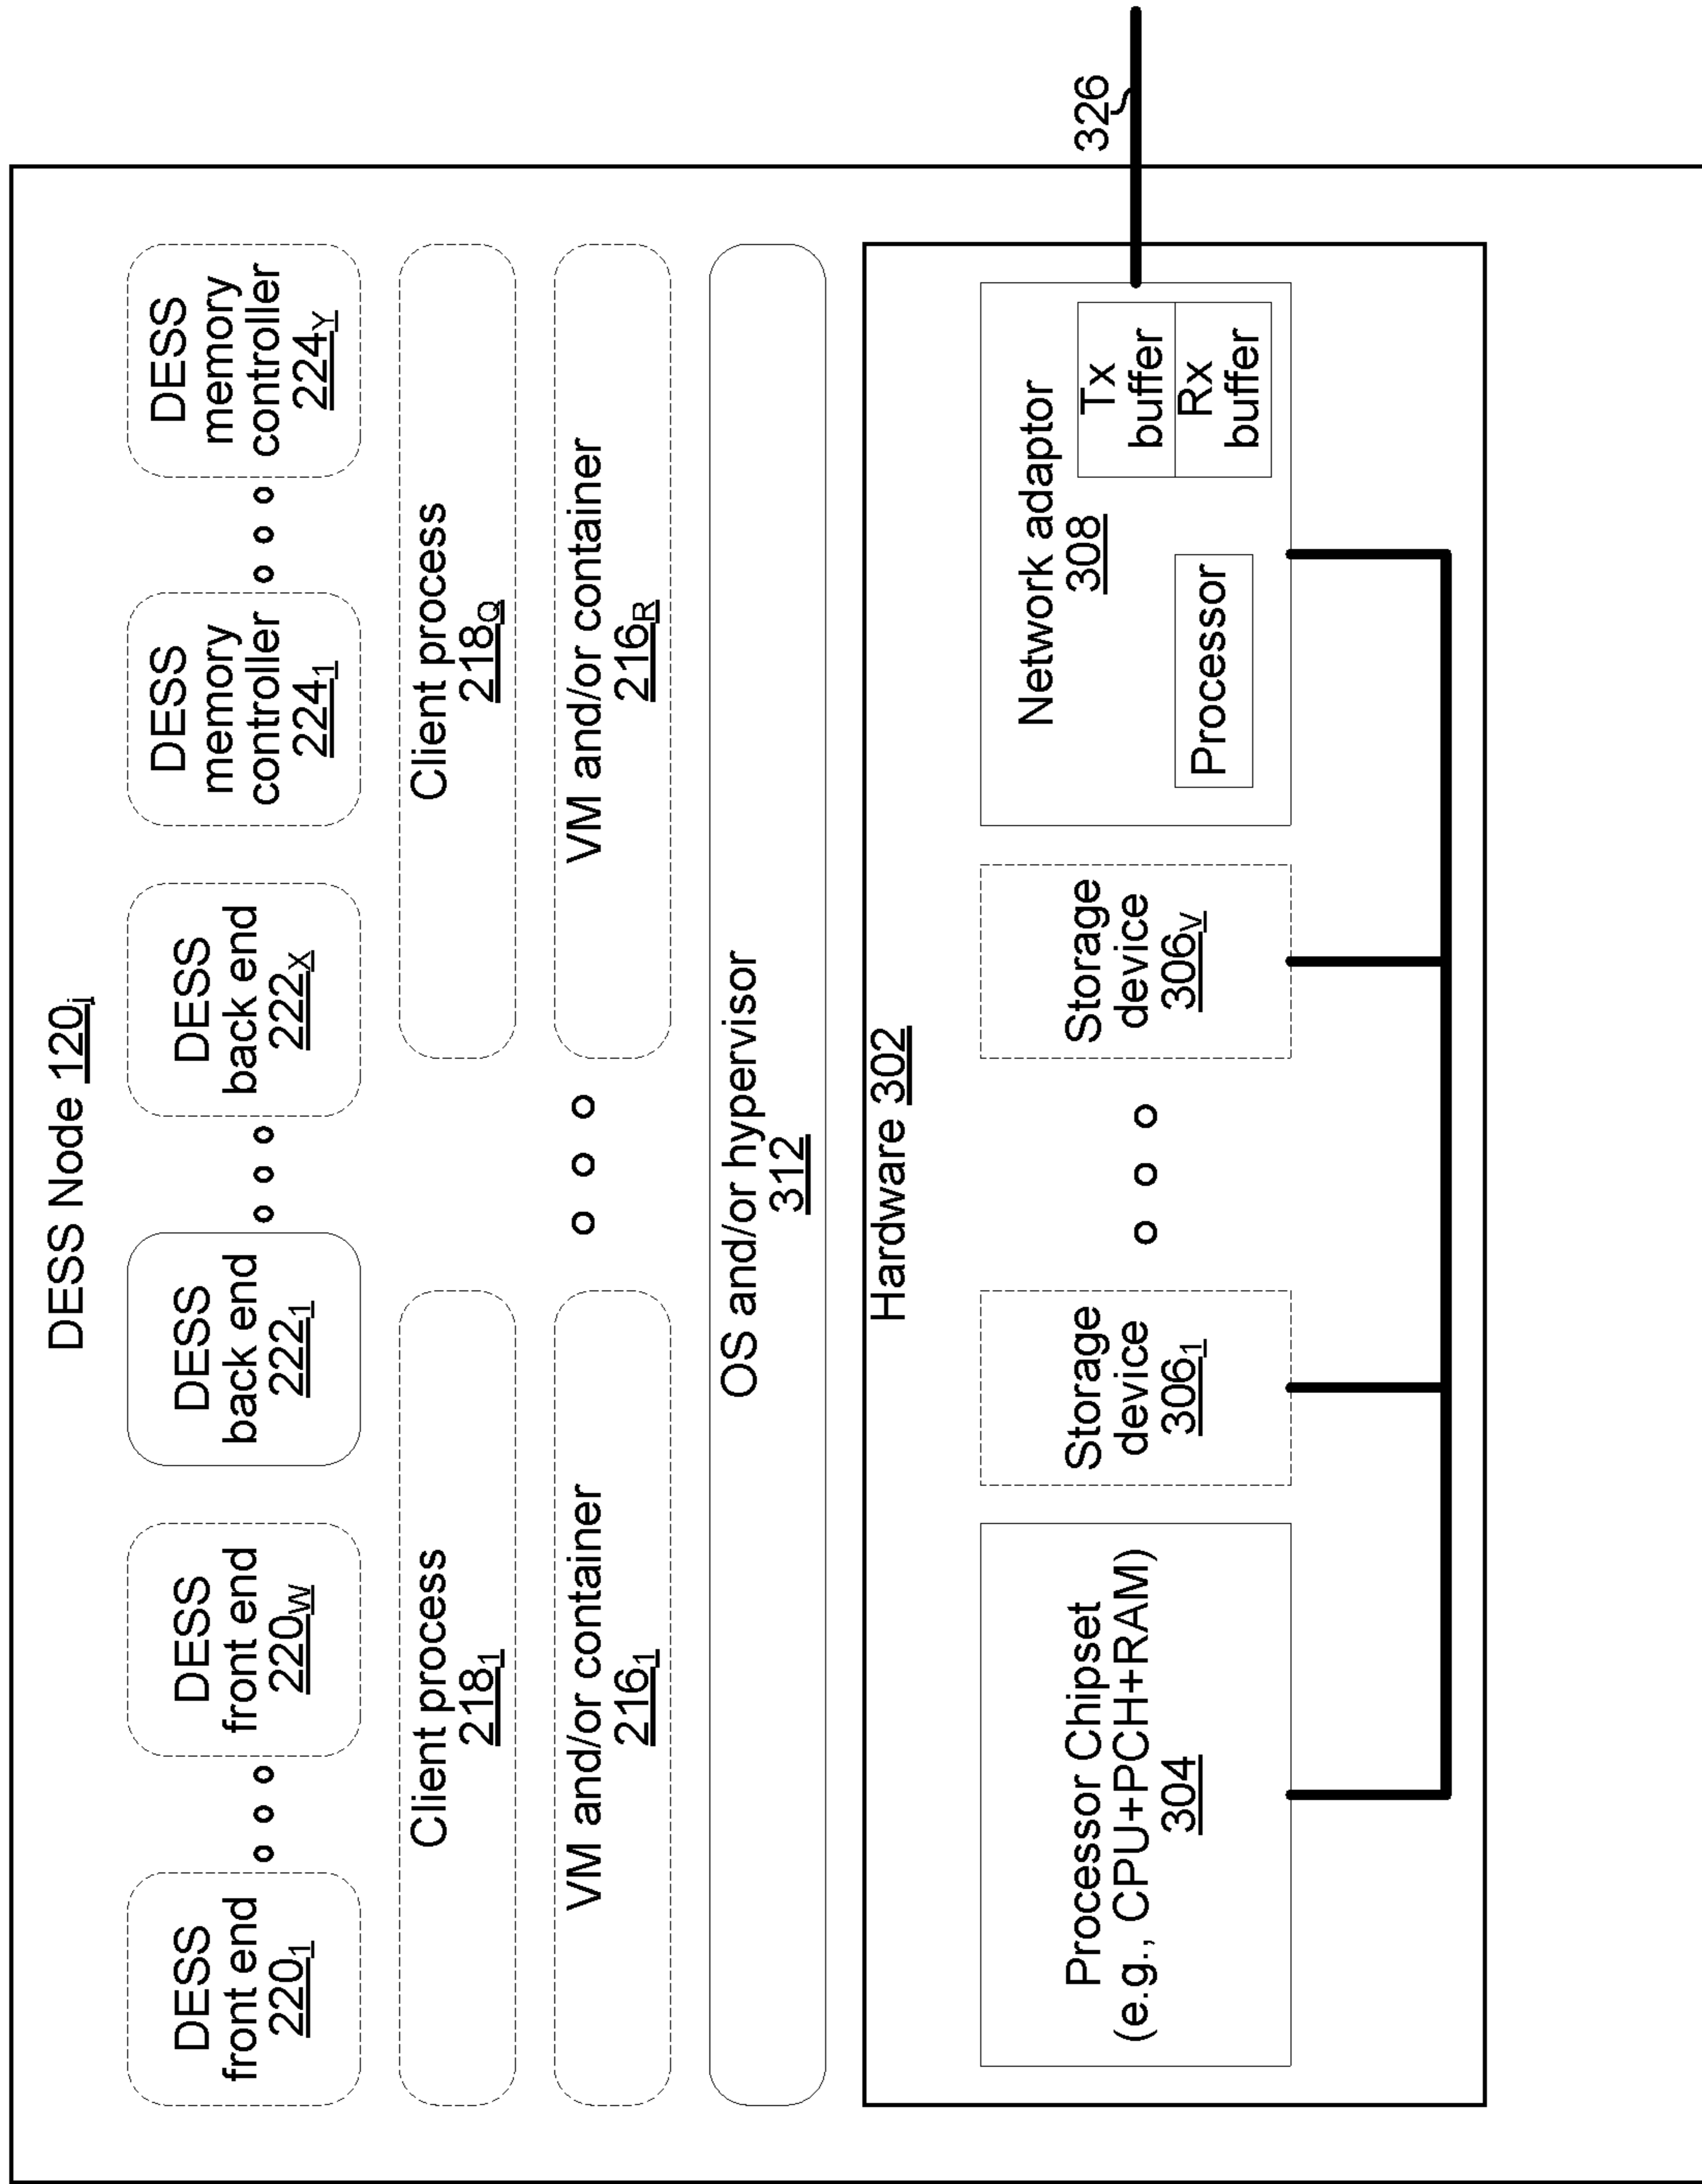 DESS Node 120i
DESS
front end
2201
DESS
front end
220W
DESS
back end
2221
DESS
back end
222X
DESS
memory
controller
2241
DESS
memory
controller
224Y
Client process
2181
Client process
218Q
VM and/or container
2161
VM and/or container
216R
OS and/or hypervisor
312
Hardware 302
Processor Chipset
(e.g., CPU+PCH+RAM)
304
Storage
device
3061
Storage
device
306V
Network adaptor
308
Processor
Tx
buffer
Rx
buffer
326